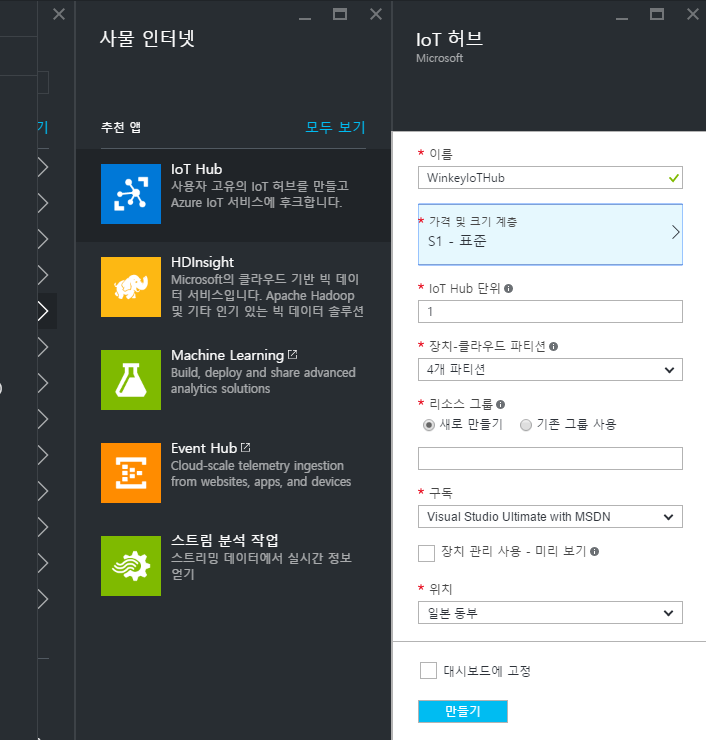 기
사물 인터넷
추천 앱
모두 보기
IoT Hub
사용자 고유의 IoT 허브를 만들고
Azure IoT 서비스에 후크합니다.
HDInsight
Microsoft의 클라우드 기반 빅 데이
터 서비스입니다. Apache Hadoop
및 기타 인기 있는 빅 데이터 솔루션
Machine Learning
Build, deploy and share advanced
analytics solutions
Event Hub
Cloud-scale telemetry ingestion
from websites, apps, and devices
스트림 분석 작업
스트리밍 데이터에서 실시간 정보
얻기
IoT 허브
Microsoft
* 이름
WinkeyIoTHub
* 가격 및 크기 계층
S1 - 표준
* IoT Hub 단위
1
* 장치-클라우드 파티션
4개 파티션
* 리소스 그룹
새로 만들기 기존 그룹 사용
* 구독
Visual Studio Ultimate with MSDN
장치 관리 사용 - 미리 보기
* 위치
일본 동부
대시보드에 고정
만들기